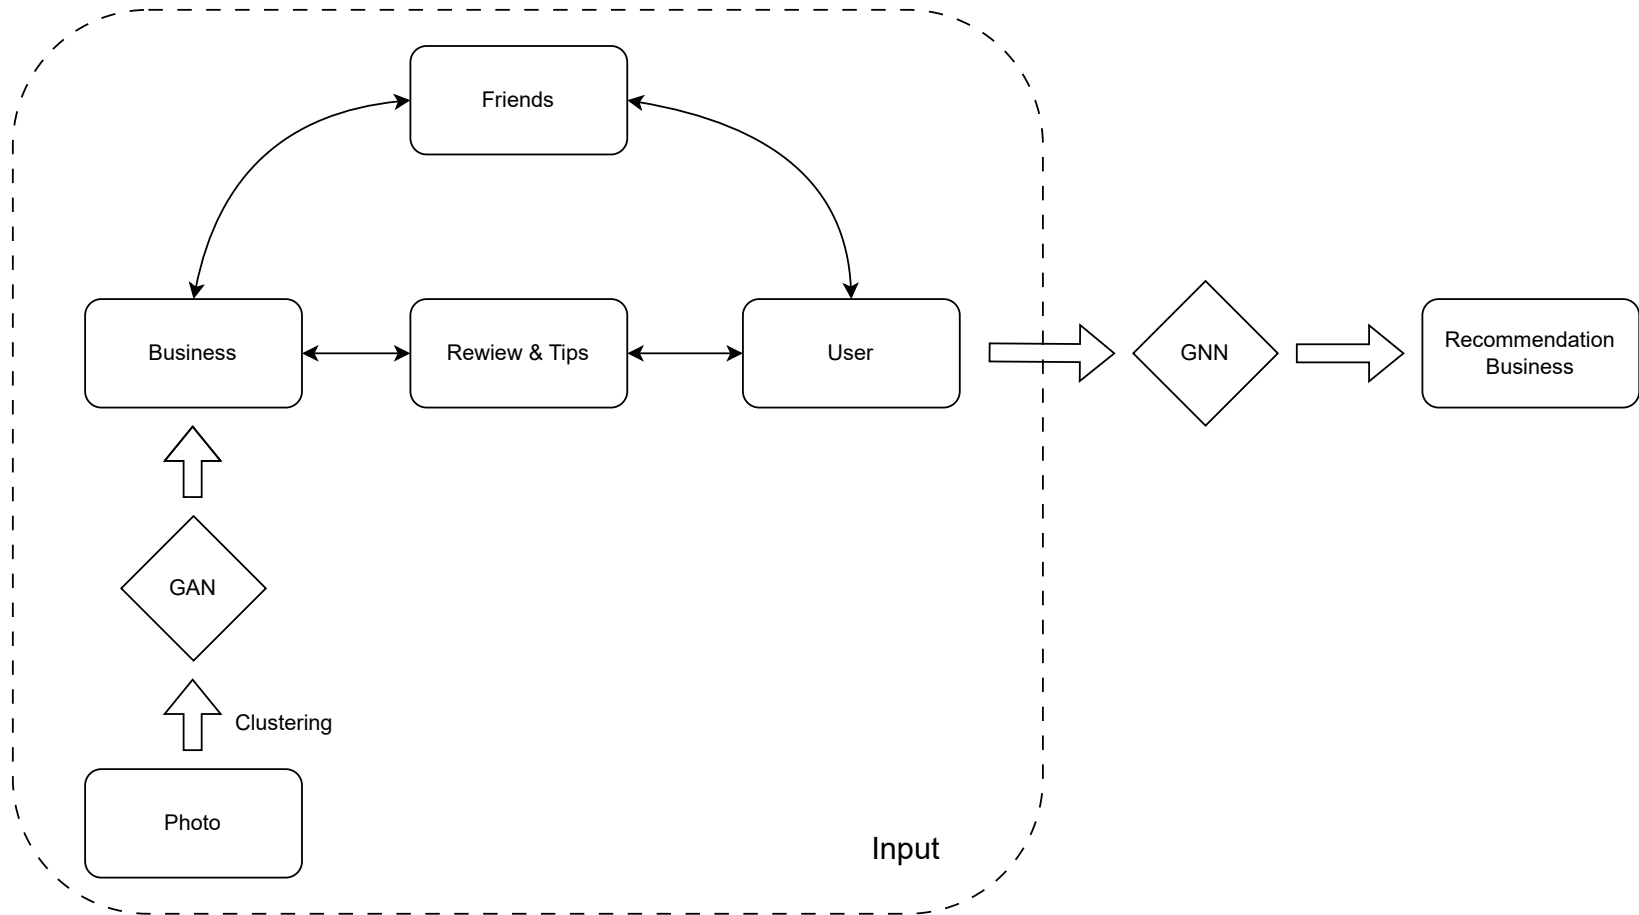 Friends
Business
Rewiew & Tips
User
GNN
Recommendation
Business
GAN
Clustering
Photo
Input